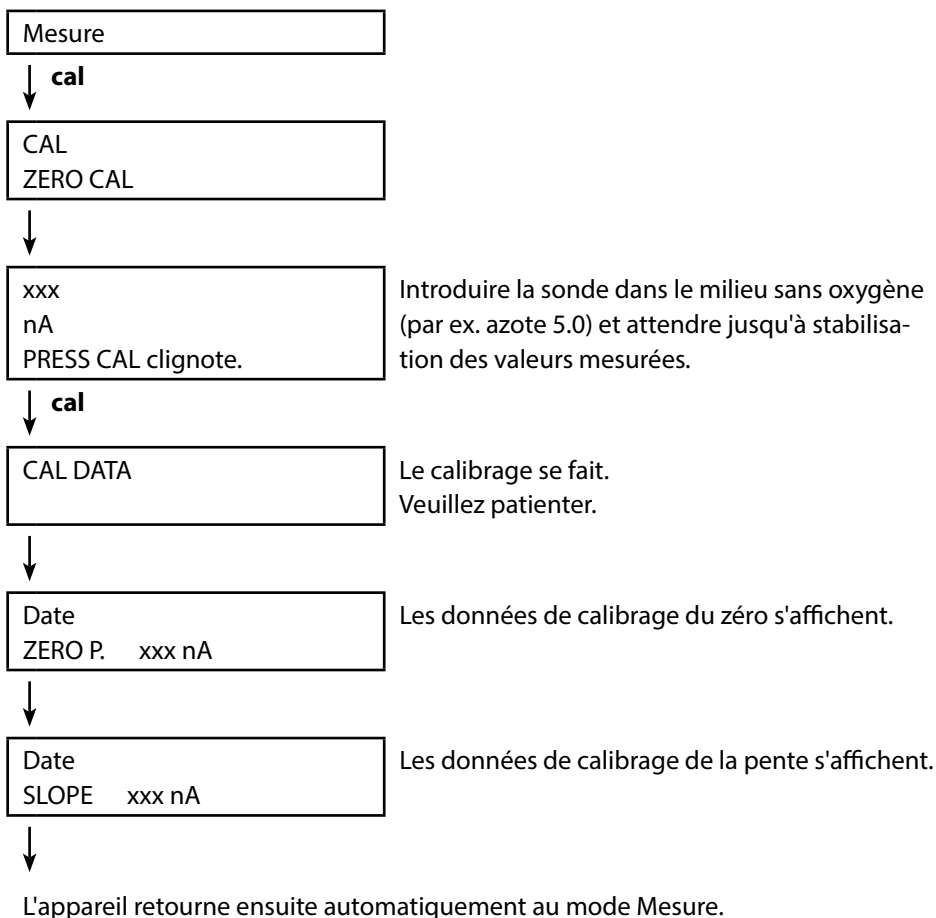 Mesure
cal
CAL
ZERO CAL
xxx
nA
PRESS CAL clignote.
Introduire la sonde dans le milieu sans oxygène
(par ex. azote 5.0) et attendre jusqu'à stabilisa-
tion des valeurs mesurées.
cal
CAL DATA
Le calibrage se fait.
Veuillez patienter.
Date
ZERO P. xxx nA
Les données de calibrage du zéro s'affichent.
Date
SLOPE xxx nA
Les données de calibrage de la pente s'affichent.
L'appareil retourne ensuite automatiquement au mode Mesure.